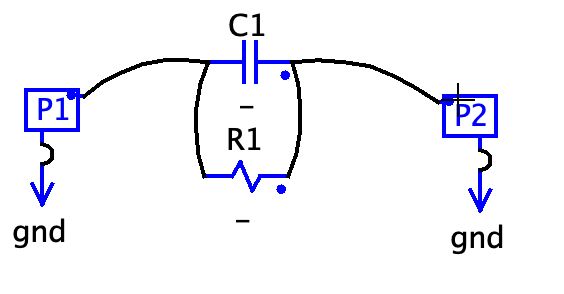 C1
P1
P2
–
R1
–
gnd
gnd